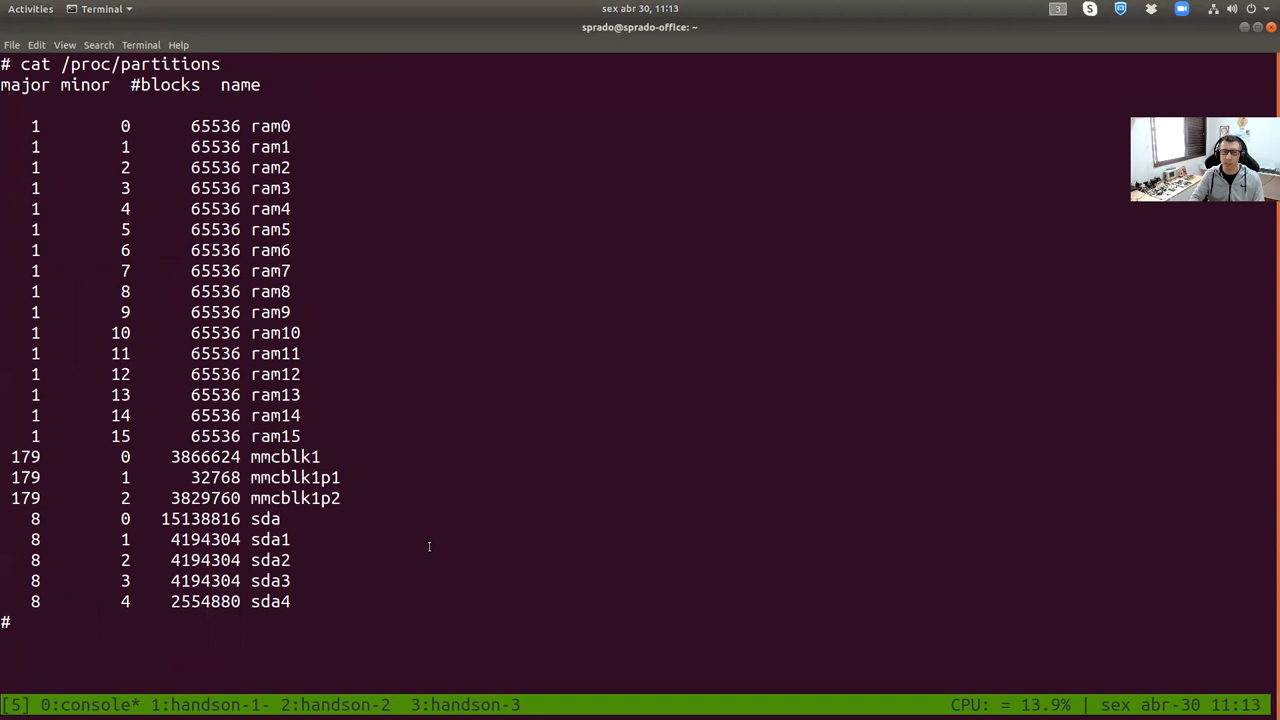 Activities Terminal sex abr 30, 11:13 3
sprado@sprado-office: ~
File Edit View Search Terminal Help
# cat /proc/partitions
major minor  #blocks  name
1        0      65536 ram0
1        1      65536 ram1
1        2      65536 ram2
1        3      65536 ram3
1        4      65536 ram4
1        5      65536 ram5
1        6      65536 ram6
1        7      65536 ram7
1        8      65536 ram8
1        9      65536 ram9
1       10      65536 ram10
1       11      65536 ram11
1       12      65536 ram12
1       13      65536 ram13
1       14      65536 ram14
1       15      65536 ram15
179        0    3866624 mmcblk1
179        1      32768 mmcblk1p1
179        2    3829760 mmcblk1p2
8        0   15138816 sda
8        1    4194304 sda1
8        2    4194304 sda2
8        3    4194304 sda3
8        4    2554880 sda4
#
[5] 0:console* 1:handson-1- 2:handson-2  3:handson-3 CPU: = 13.9% | sex abr-30 11:13